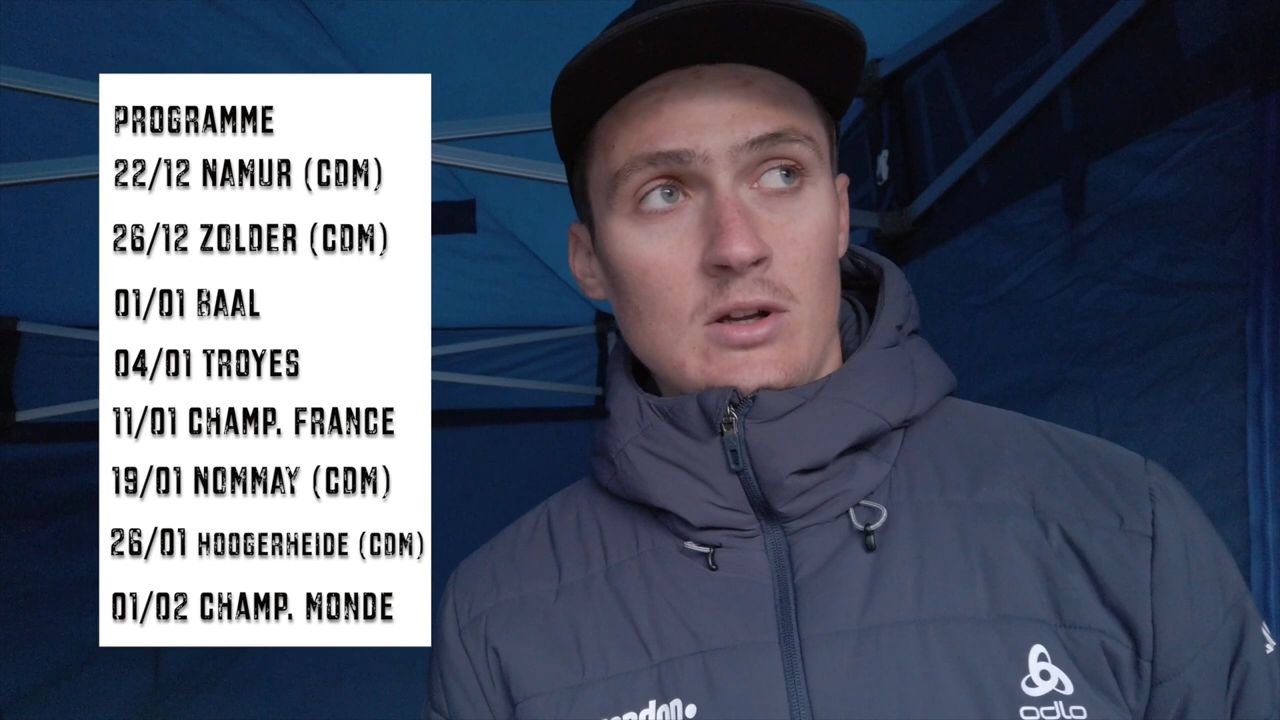 PROGRAMME
22/12 NAMUR (CDM)
26/12 ZOLDER (CDM)
01/01 BAAL
04/01 TROYES
11/01 CHAMP. FRANCE
19/01 NOMMAY (CDM)
26/01 HOOGERHEIDE (CDM)
01/02 CHAMP. MONDE
odlo